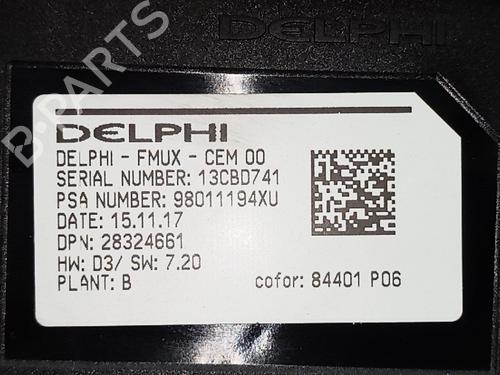 DELPHI
B-PARTS
DELPHI
DELPHI - FMUX - CEM 00
SERIAL NUMBER: 13CBD741
PSA NUMBER: 98011194XU
DATE: 15.11.17
DPN: 28324661
HW: D3/ SW: 7.20
PLANT: B
cofor: 84401 P06